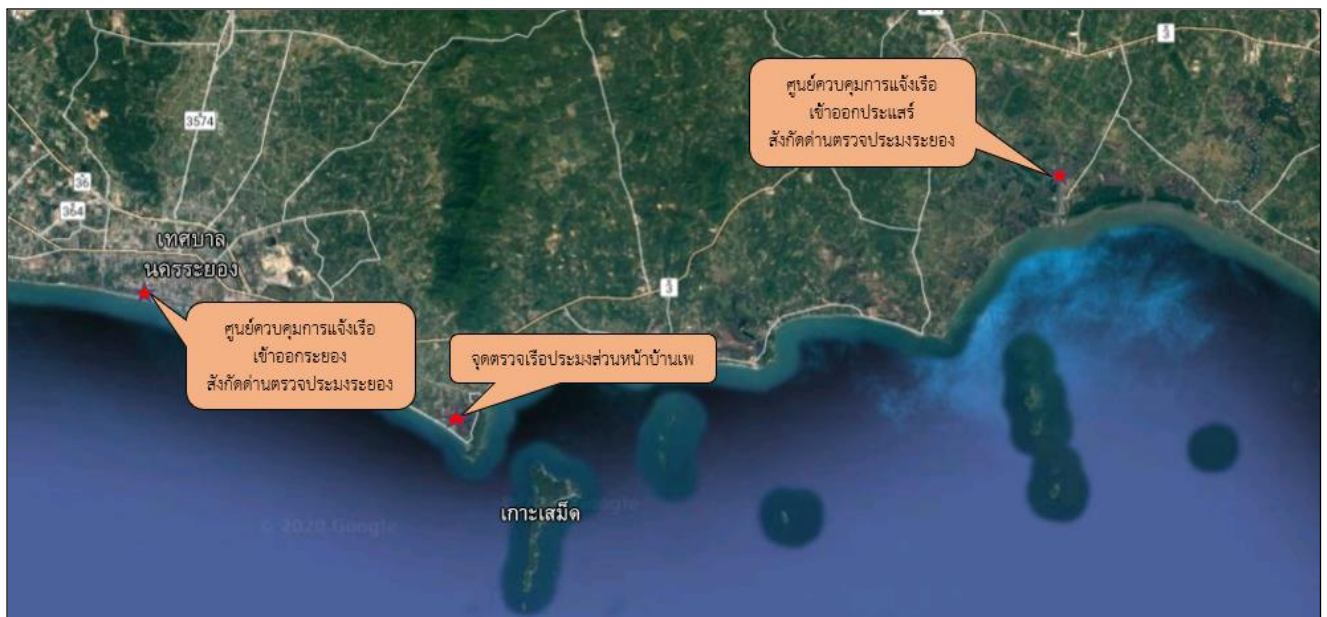 3
3574
36
364
เทศบาล
นครระยอง
ศูนย์ควบคุมการแจ้งเรือ
เข้าออกประแสร์
สังกัดด่านตรวจประมงระยอง
3
ศูนย์ควบคุมการแจ้งเรือ
เข้าออกระยอง
สังกัดด่านตรวจประมงระยอง
จุดตรวจเรือประมงส่วนหน้าบ้านเพ
เกาะเสม็ด
© 2020 Google